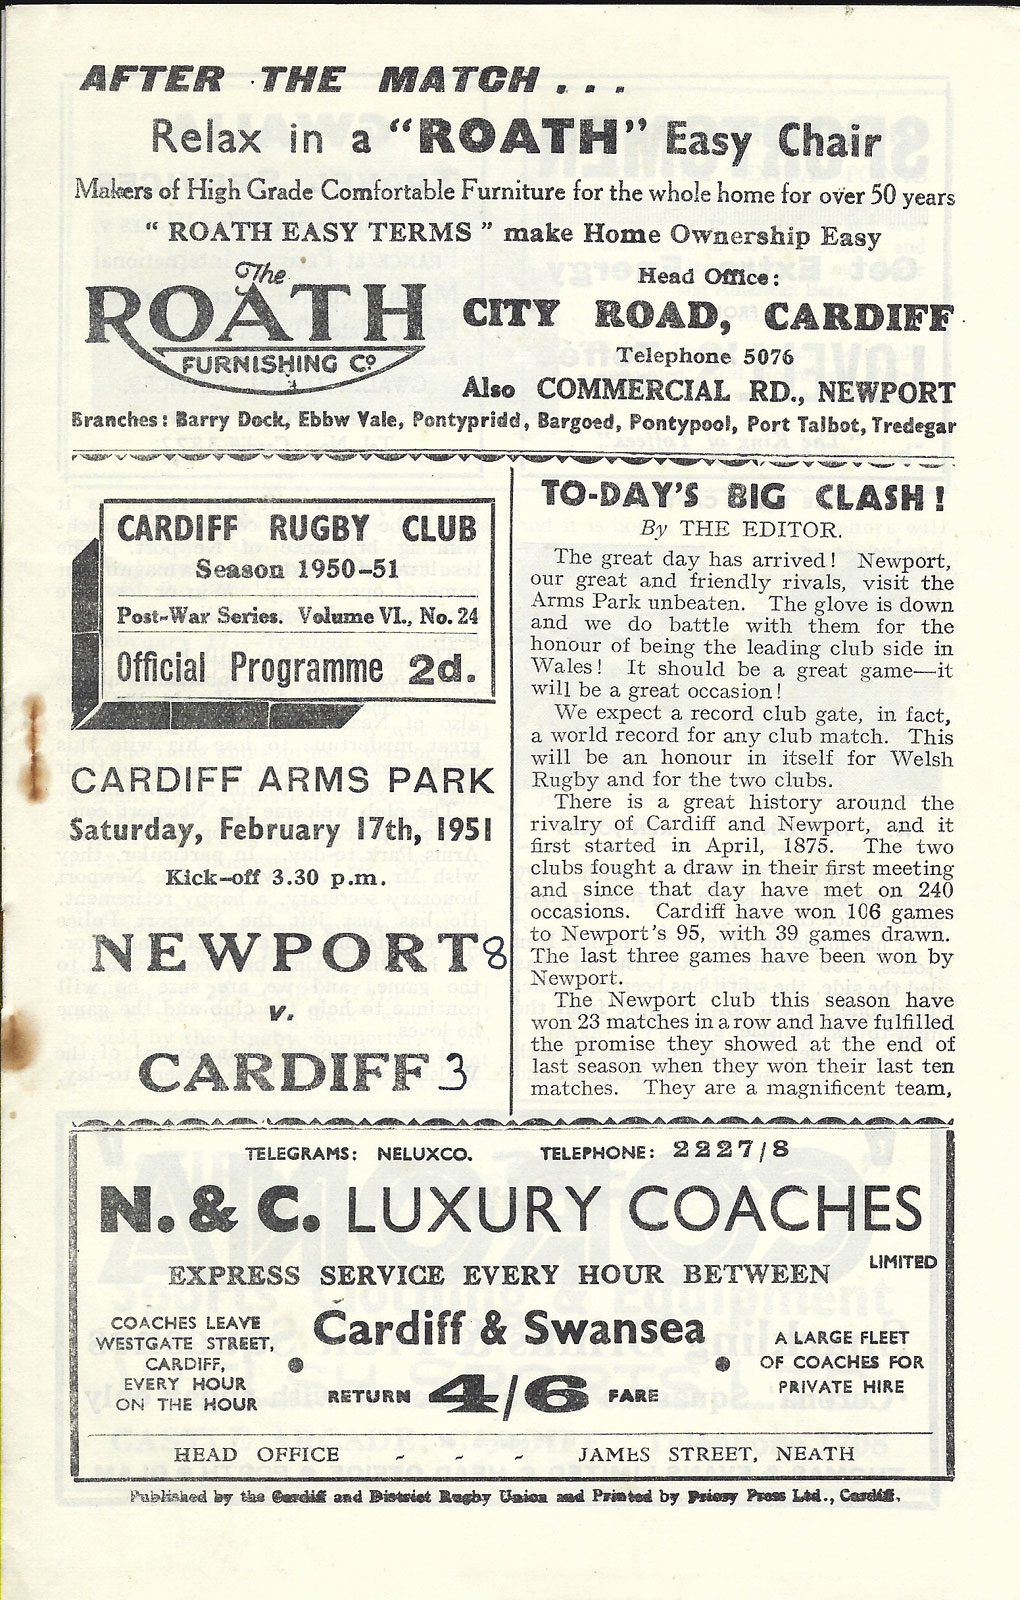 AFTER THE MATCH . . .
Relax in a "ROATH" Easy Chair
Makers of High Grade Comfortable Furniture for the whole home for over 50 years
" ROATH EASY TERMS " make Home Ownership Easy
The
ROATH
FURNISHING Co
Head Office :
CITY ROAD, CARDIFF
Telephone 5076
Also COMMERCIAL RD., NEWPORT
Branches : Barry Dock, Ebbw Vale, Pontypridd, Bargoed, Pontypool, Port Talbot, Tredegar
CARDIFF RUGBY CLUB
Season 1950-51
Post-War Series. Volume VI., No. 24
Official Programme 2d.
CARDIFF ARMS PARK
Saturday, February 17th, 1951
Kick-off 3.30 p.m.
NEWPORT 8
v.
CARDIFF 3
TO-DAY'S BIG CLASH !
By THE EDITOR.
The great day has arrived! Newport,
our great and friendly rivals, visit the
Arms Park unbeaten. The glove is down
and we do battle with them for the
honour of being the leading club side in
Wales! It should be a great game—it
will be a great occasion!
We expect a record club gate, in fact,
a world record for any club match. This
will be an honour in itself for Welsh
Rugby and for the two clubs.
There is a great history around the
rivalry of Cardiff and Newport, and it
first started in April, 1875. The two
clubs fought a draw in their first meeting
and since that day have met on 240
occasions. Cardiff have won 106 games
to Newport's 95, with 39 games drawn.
The last three games have been won by
Newport.
The Newport club this season have
won 23 matches in a row and have fulfilled
the promise they showed at the end of
last season when they won their last ten
matches. They are a magnificent team,
TELEGRAMS: NELUXCO. TELEPHONE: 2227/8
N. & C. LUXURY COACHES
LIMITED
EXPRESS SERVICE EVERY HOUR BETWEEN
COACHES LEAVE
WESTGATE STREET,
CARDIFF,
EVERY HOUR
ON THE HOUR
Cardiff & Swansea
RETURN 4/6 FARE
A LARGE FLEET
OF COACHES FOR
PRIVATE HIRE
HEAD OFFICE - - - JAMES STREET, NEATH
Published by the Cardiff and District Rugby Union and Printed by Priory Press Ltd., Cardiff.